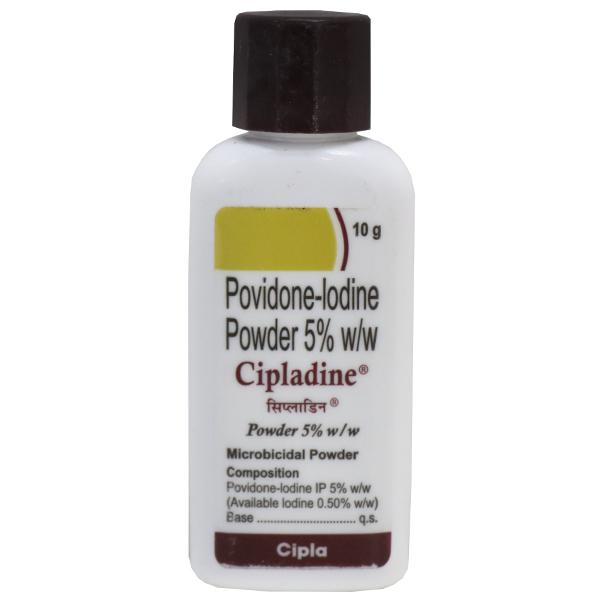 10 g
Povidone-Iodine
Powder 5% w/w
Cipladine®
सिप्लाडिन®
Powder 5% w/w
Microbicidal Powder
Composition
Povidone-Iodine IP 5% w/w
(Available Iodine 0.50% w/w)
Base ............................ q.s.
Cipla